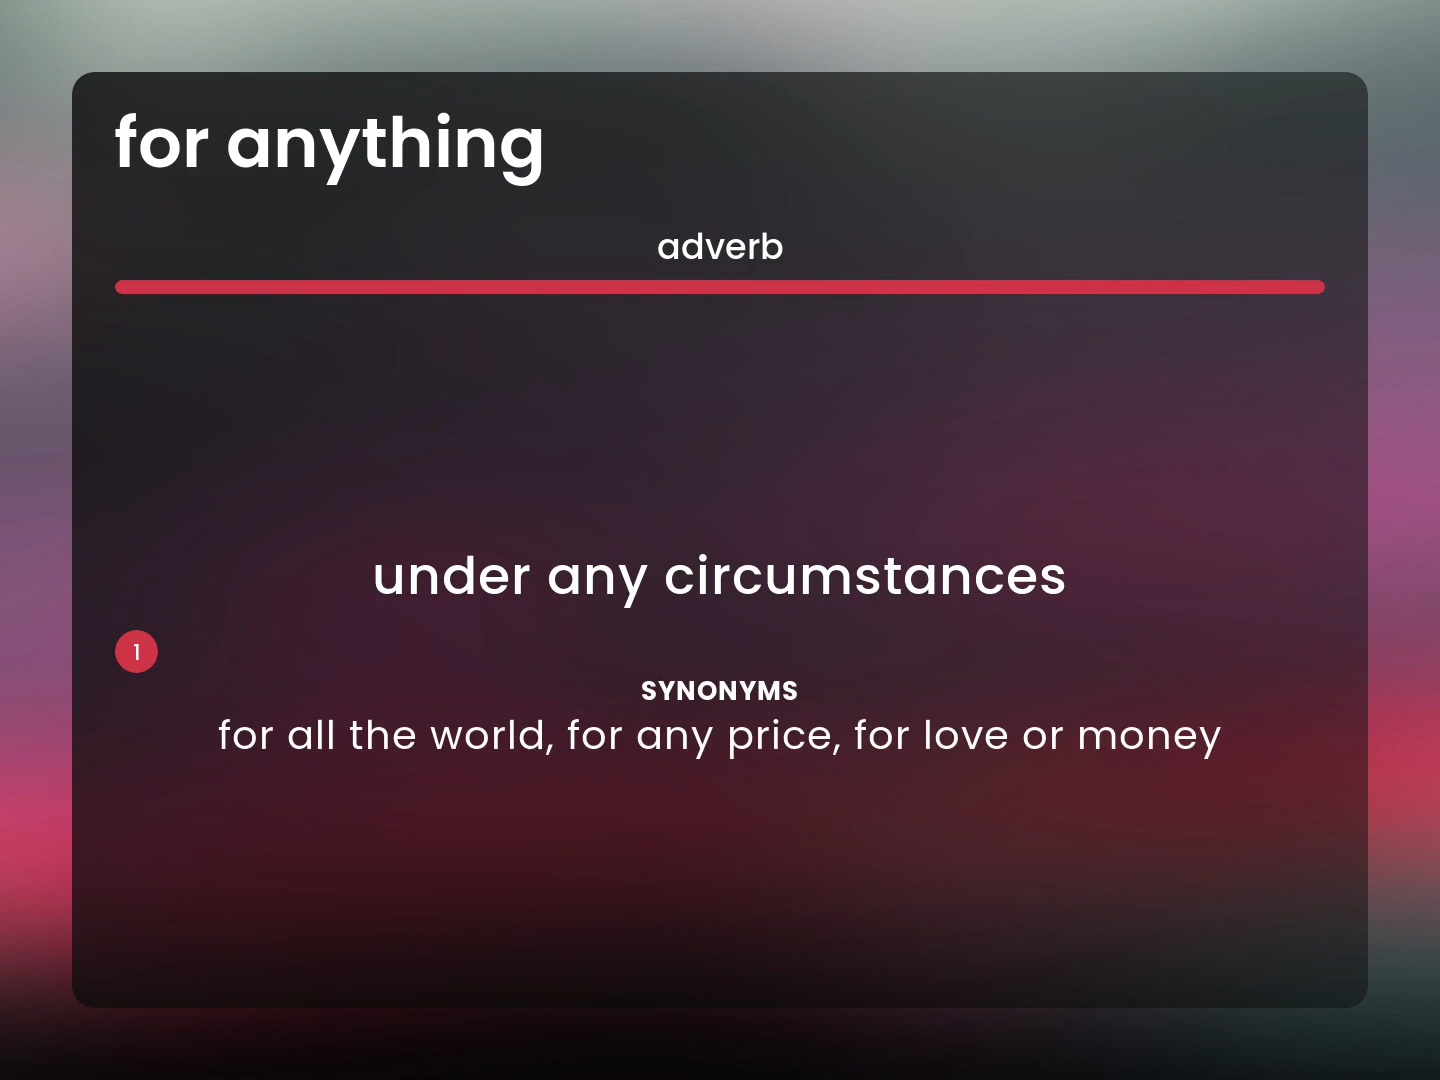 for anything
adverb
under any circumstances
1
SYNONYMS
for all the world, for any price, for love or money